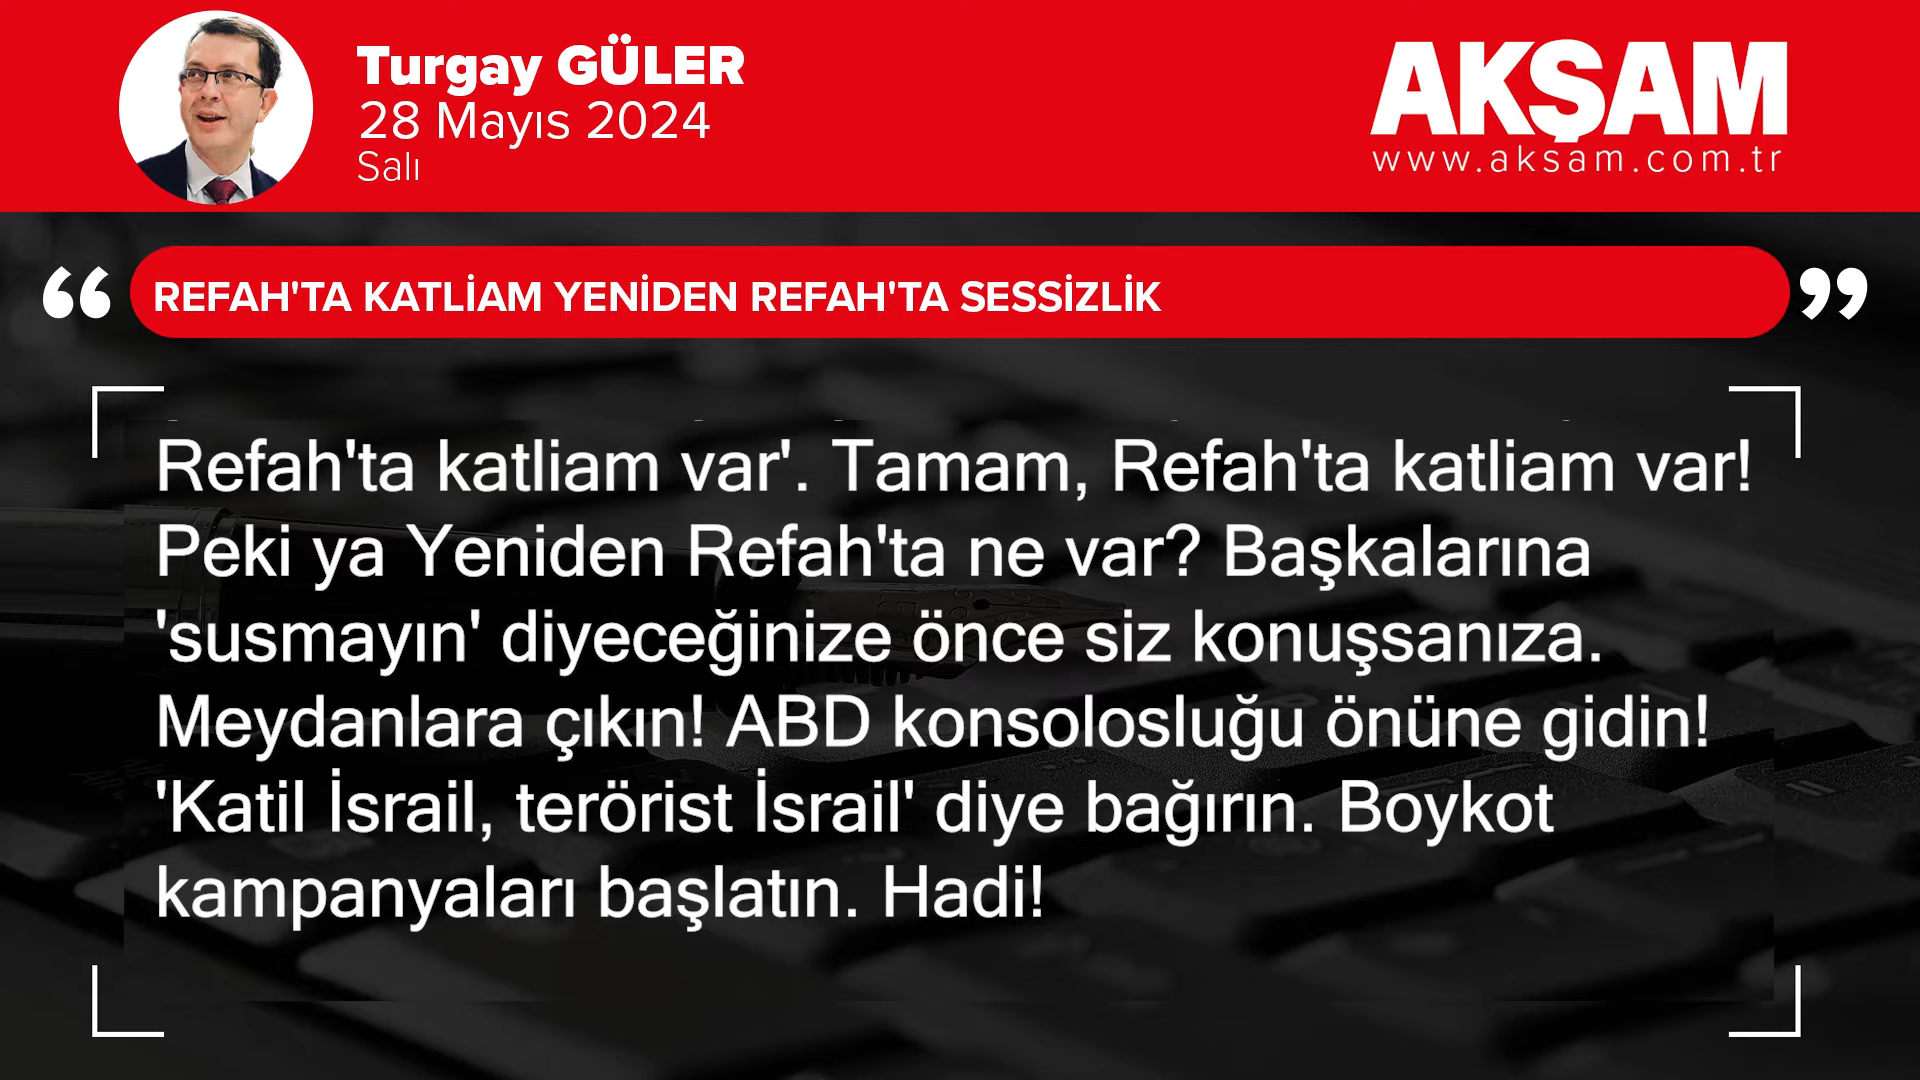 Turgay GÜLER
28 Mayıs 2024
Salı
AKŞAM
www.aksam.com.tr
“ REFAH'TA KATLİAM YENİDEN REFAH'TA SESSİZLİK ”
Refah'ta katliam var'. Tamam, Refah'ta katliam var!
Peki ya Yeniden Refah'ta ne var? Başkalarına
'susmayın' diyeceğinize önce siz konuşsanıza.
Meydanlara çıkın! ABD konsolosluğu önüne gidin!
'Katil İsrail, terörist İsrail' diye bağırın. Boykot
kampanyaları başlatın. Hadi!